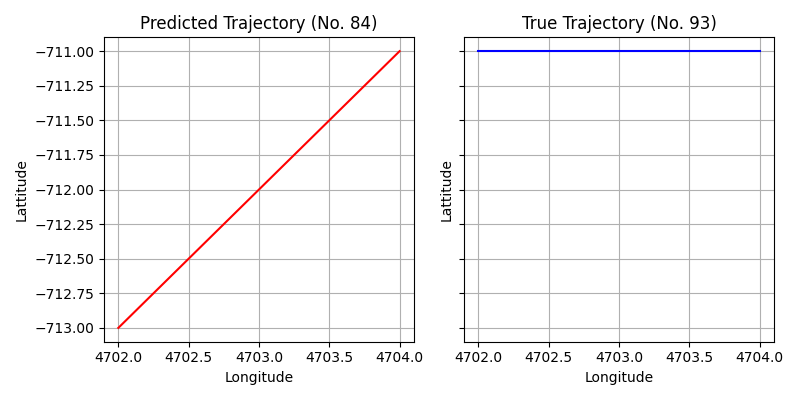 Predicted Trajectory (No. 84)
True Trajectory (No. 93)
−711.00
−711.25
−711.50
−711.75
−712.00
−712.25
−712.50
−712.75
−713.00
Lattitude
Lattitude
4702.0 4702.5 4703.0 4703.5 4704.0
4702.0 4702.5 4703.0 4703.5 4704.0
Longitude
Longitude